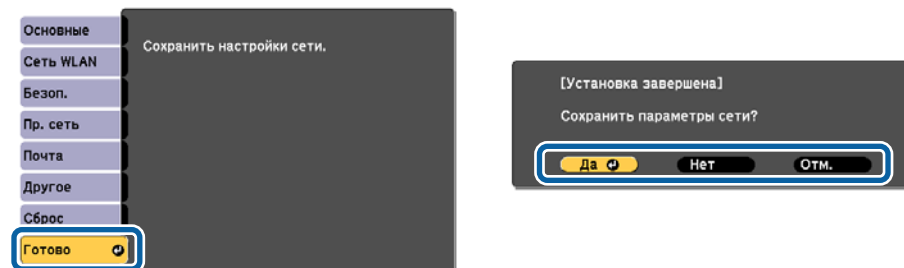 Основные
Сеть WLAN
Безоп.
Пр. сеть
Почта
Другое
Сброс
Готово
Сохранить настройки сети.
[Установка завершена]
Сохранить параметры сети?
Да Нет Отм.